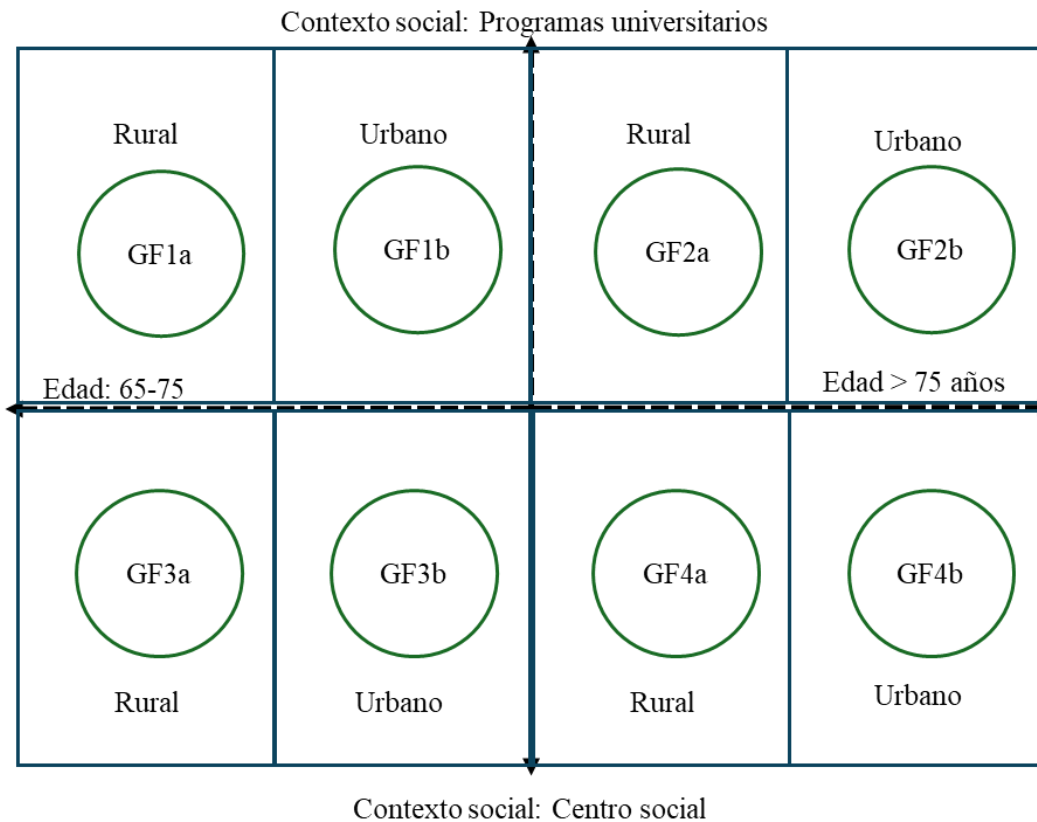 Contexto social: Programas universitarios
Rural
Urbano
Rural
Urbano
GF1a
GF1b
GF2a
GF2b
Edad: 65-75
Edad > 75 años
GF3a
GF3b
GF4a
GF4b
Rural
Urbano
Rural
Urbano
Contexto social: Centro social